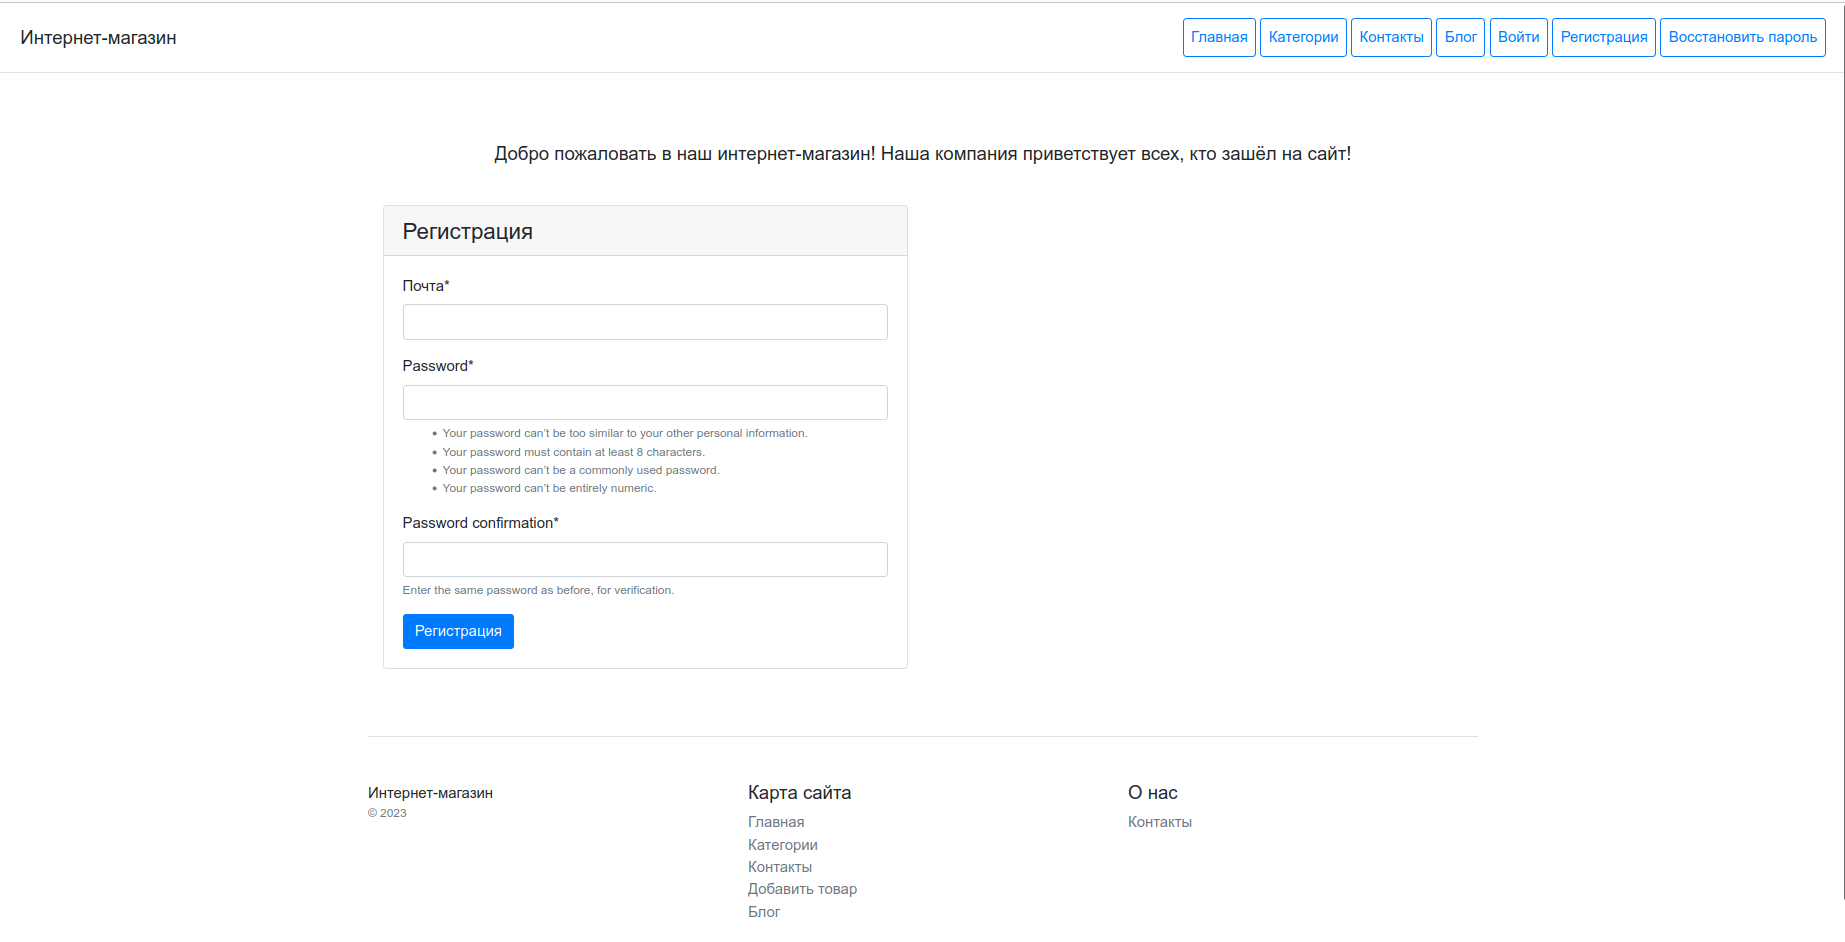 Интернет-магазин
Главная Категории Контакты Блог Войти Регистрация Восстановить пароль
Добро пожаловать в наш интернет-магазин! Наша компания приветствует всех, кто зашёл на сайт!
Регистрация
Почта*
Password*
• Your password can't be too similar to your other personal information.
• Your password must contain at least 8 characters.
• Your password can't be a commonly used password.
• Your password can't be entirely numeric.
Password confirmation*
Enter the same password as before, for verification.
Регистрация
Интернет-магазин
© 2023
Карта сайта
Главная
Категории
Контакты
Добавить товар
Блог
О нас
Контакты